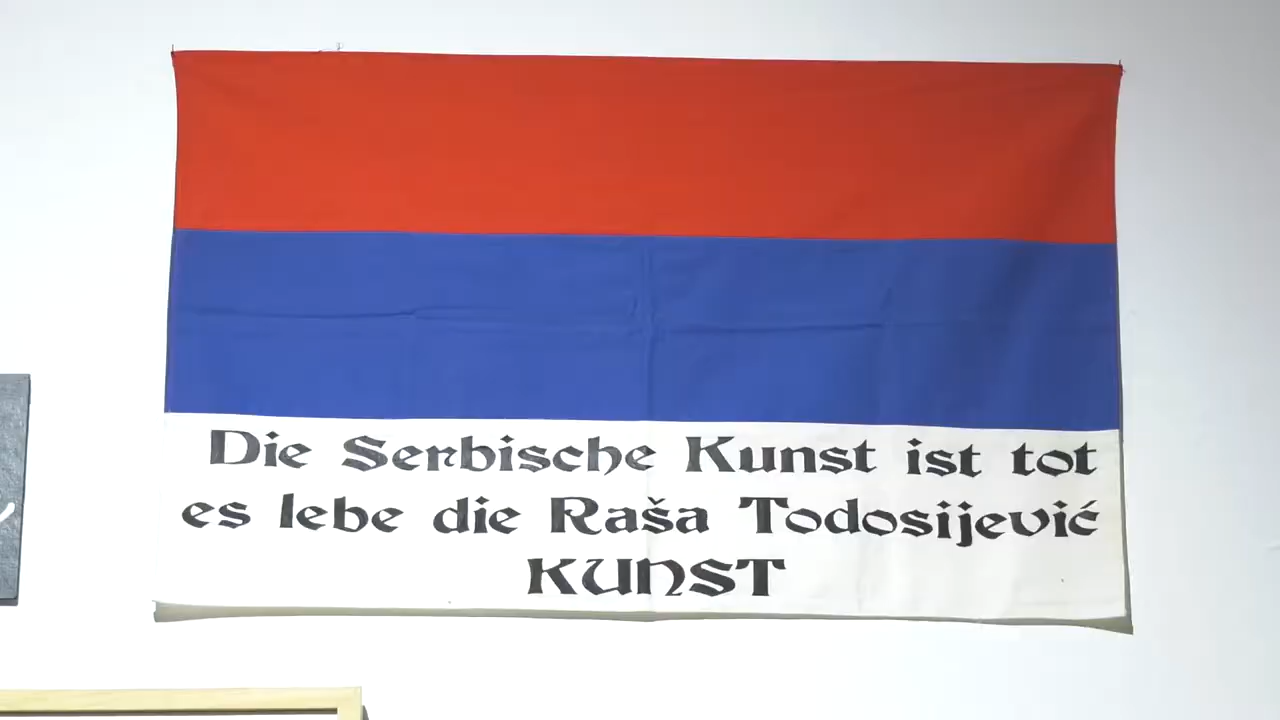 Die Serbische Kunst ist tot
es lebe die Raša Todosijević
KUNST